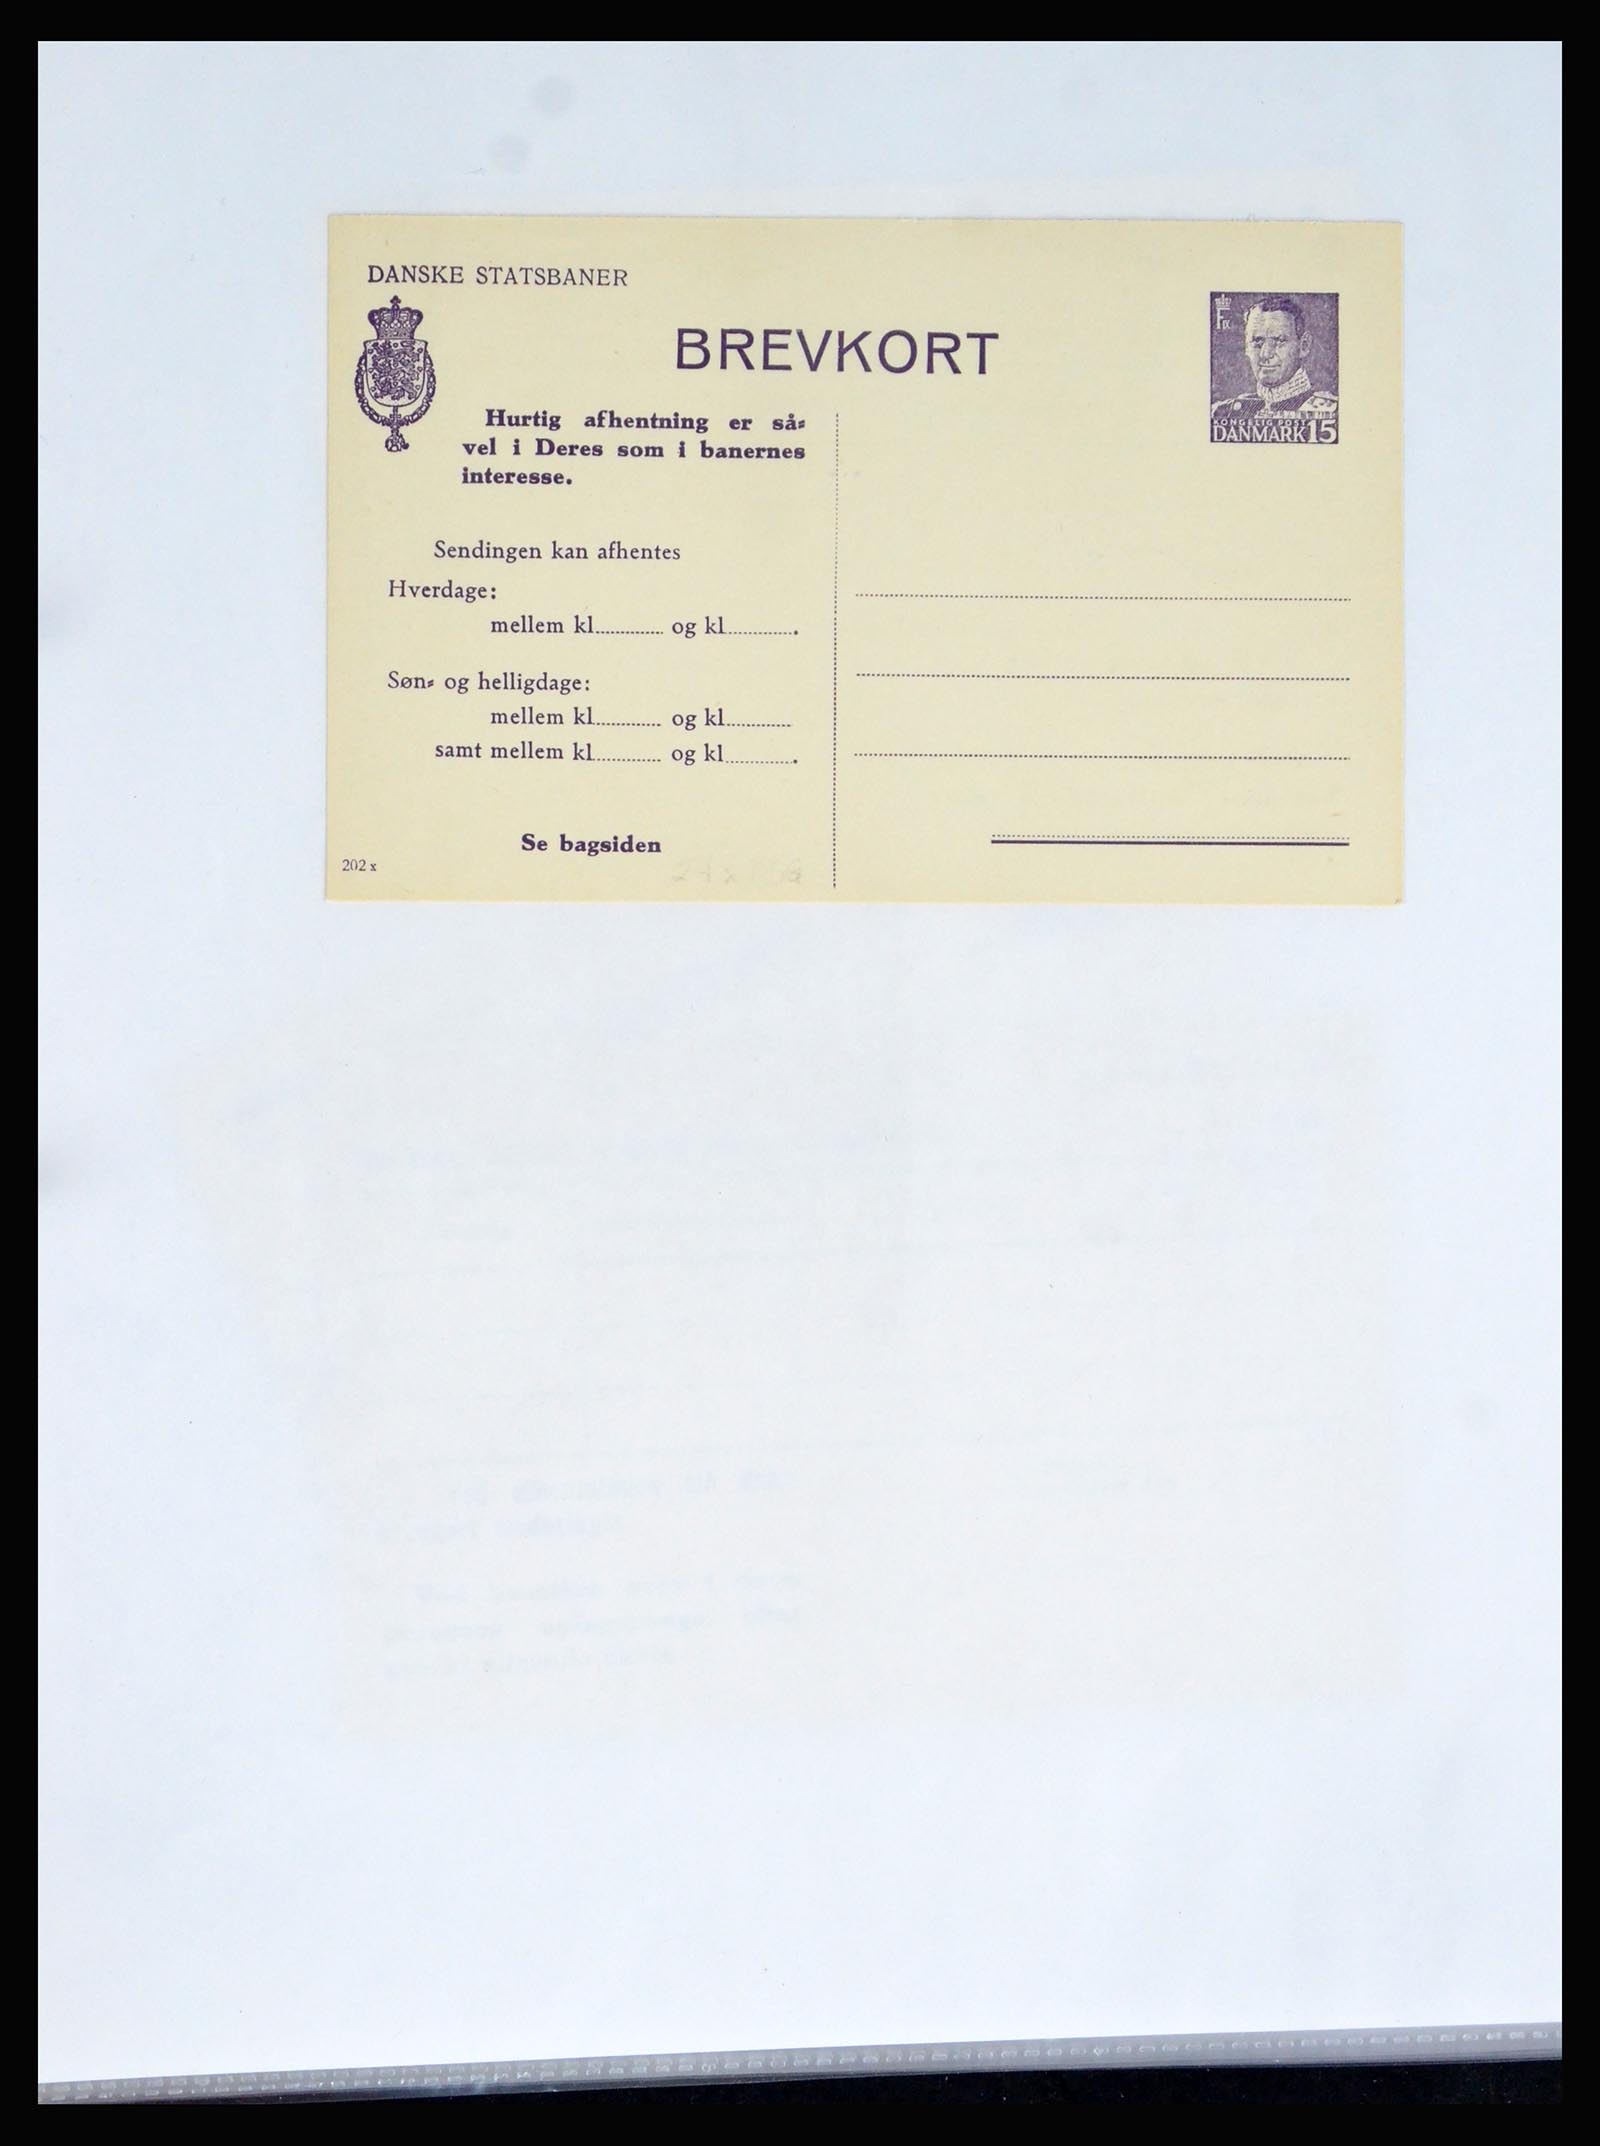 DANSKE STATSBANER
BREVKORT
F IX
KONGELIG POST
DANMARK 15
Hurtig afhentning er så⸗
vel i Deres som i banernes
interesse.
Sendingen kan afhentes
Hverdage:
mellem kl............. og kl.............
Søn⸗ og helligdage:
mellem kl............. og kl.............
samt mellem kl............. og kl.............
Se bagsiden
202 x